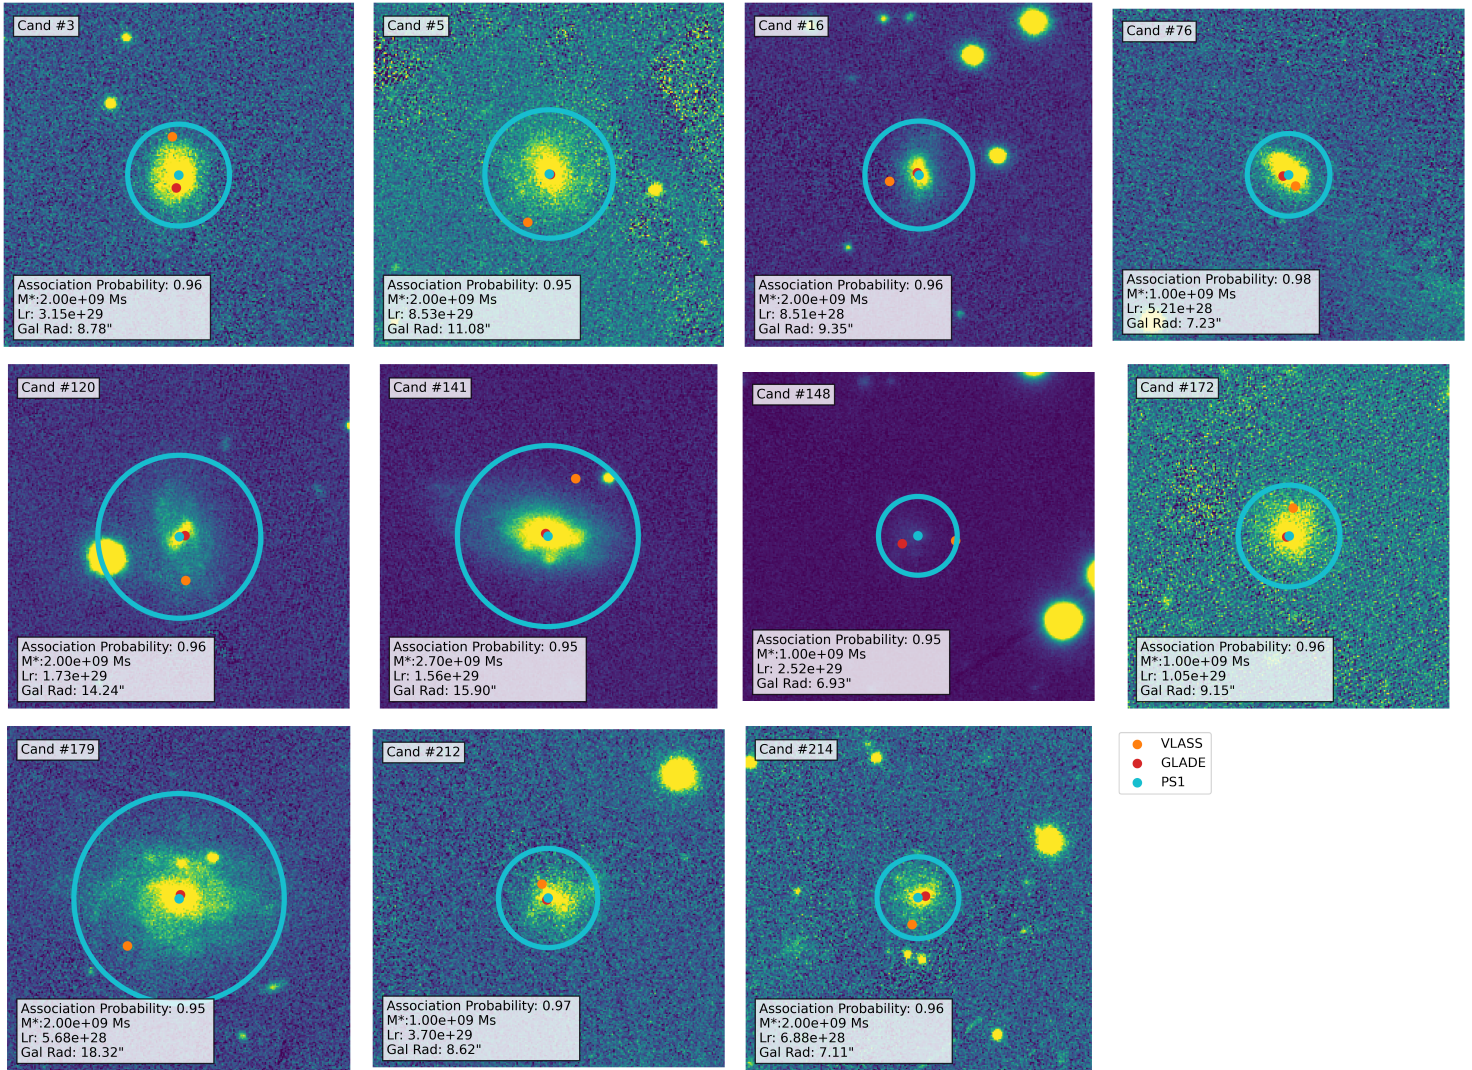 Cand #3
Association Probability: 0.96
M*:2.00e+09 Ms
Lr: 3.15e+29
Gal Rad: 8.78"
Cand #5
Association Probability: 0.95
M*:2.00e+09 Ms
Lr: 8.53e+29
Gal Rad: 11.08"
Cand #16
Association Probability: 0.96
M*:2.00e+09 Ms
Lr: 8.51e+28
Gal Rad: 9.35"
Cand #76
Association Probability: 0.98
M*:1.00e+09 Ms
Lr: 5.21e+28
Gal Rad: 7.23"
Cand #120
Association Probability: 0.96
M*:2.00e+09 Ms
Lr: 1.73e+29
Gal Rad: 14.24"
Cand #141
Association Probability: 0.95
M*:2.70e+09 Ms
Lr: 1.56e+29
Gal Rad: 15.90"
Cand #148
Association Probability: 0.95
M*:1.00e+09 Ms
Lr: 2.52e+29
Gal Rad: 6.93"
Cand #172
Association Probability: 0.96
M*:1.00e+09 Ms
Lr: 1.05e+29
Gal Rad: 9.15"
Cand #179
Association Probability: 0.95
M*:2.00e+09 Ms
Lr: 5.68e+28
Gal Rad: 18.32"
Cand #212
Association Probability: 0.97
M*:1.00e+09 Ms
Lr: 3.70e+29
Gal Rad: 8.62"
Cand #214
Association Probability: 0.96
M*:2.00e+09 Ms
Lr: 6.88e+28
Gal Rad: 7.11"
VLASS
GLADE
PS1